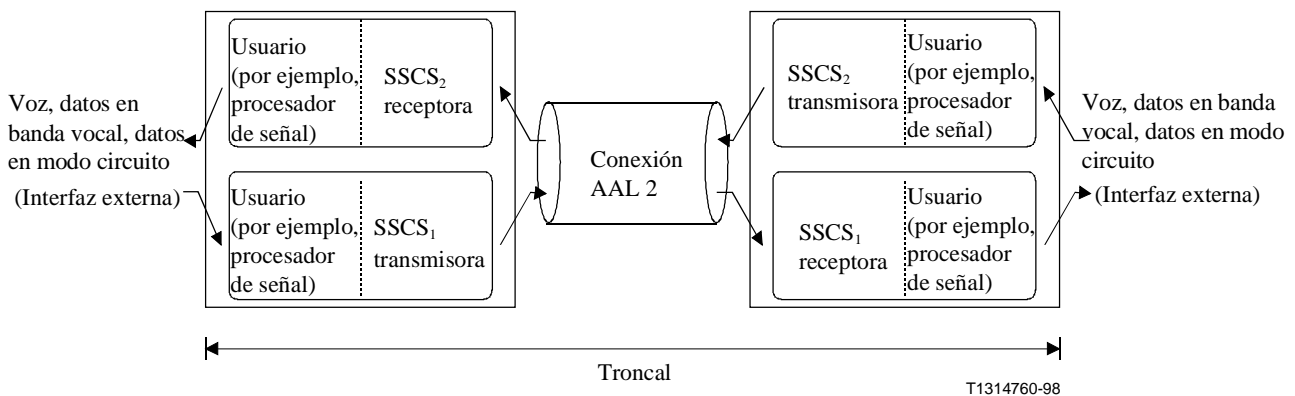 Voz, datos en
banda vocal, datos
en modo circuito
(Interfaz externa)
Usuario
(por ejemplo,
procesador
de señal)
SSCS₂
receptora
Usuario
(por ejemplo,
procesador
de señal)
SSCS₁
transmisora
Conexión
AAL 2
SSCS₂
transmisora
Usuario
(por ejemplo,
procesador
de señal)
SSCS₁
receptora
Usuario
(por ejemplo,
procesador
de señal)
Voz, datos en banda
vocal, datos en modo
circuito
(Interfaz externa)
Troncal
T1314760-98